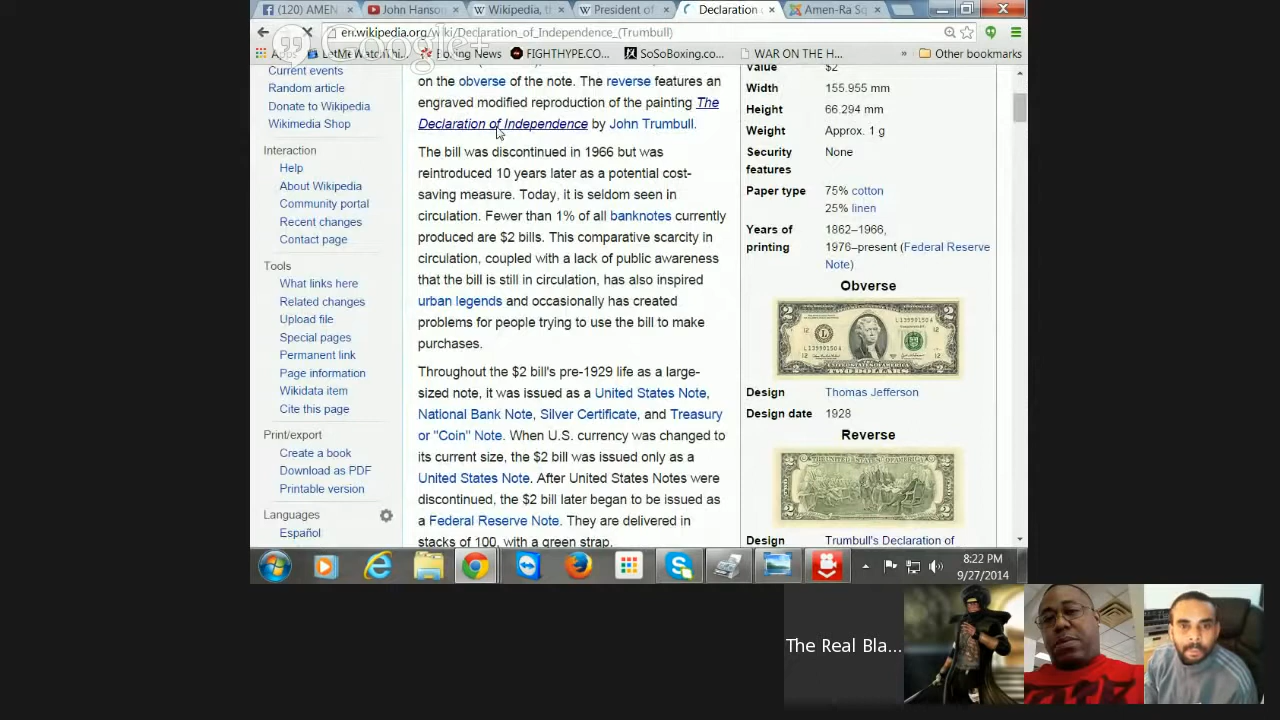 (120) AMEN
John Hanson
Wikipedia, th
President of
Declaration
Amen-Ra Sq
en.wikipedia.org/wiki/Declaration_of_Independence_(Trumbull)
Google+
Boxing News
FIGHTHYPE.CO...
SoSoBoxing.co...
WAR ON THE H...
»
Other bookmarks
Current events
Random article
Donate to Wikipedia
Wikimedia Shop
Interaction
Help
About Wikipedia
Community portal
Recent changes
Contact page
Tools
What links here
Related changes
Upload file
Special pages
Permanent link
Page information
Wikidata item
Cite this page
Print/export
Create a book
Download as PDF
Printable version
Languages
Español
on the obverse of the note. The reverse features an
engraved modified reproduction of the painting The
Declaration of Independence by John Trumbull.
The bill was discontinued in 1966 but was
reintroduced 10 years later as a potential cost-
saving measure. Today, it is seldom seen in
circulation. Fewer than 1% of all banknotes currently
produced are $2 bills. This comparative scarcity in
circulation, coupled with a lack of public awareness
that the bill is still in circulation, has also inspired
urban legends and occasionally has created
problems for people trying to use the bill to make
purchases.
Throughout the $2 bill's pre-1929 life as a large-
sized note, it was issued as a United States Note,
National Bank Note, Silver Certificate, and Treasury
or "Coin" Note. When U.S. currency was changed to
its current size, the $2 bill was issued only as a
United States Note. After United States Notes were
discontinued, the $2 bill later began to be issued as
a Federal Reserve Note. They are delivered in
stacks of 100, with a green strap.
Value $2
Width 155.955 mm
Height 66.294 mm
Weight Approx. 1 g
Security features None
Paper type 75% cotton
25% linen
Years of printing 1862–1966,
1976–present (Federal Reserve
Note)
Obverse
TWO DOLLARS
Design Thomas Jefferson
Design date 1928
Reverse
Design Trumbull's Declaration of
8:22 PM
9/27/2014
The Real Bla...